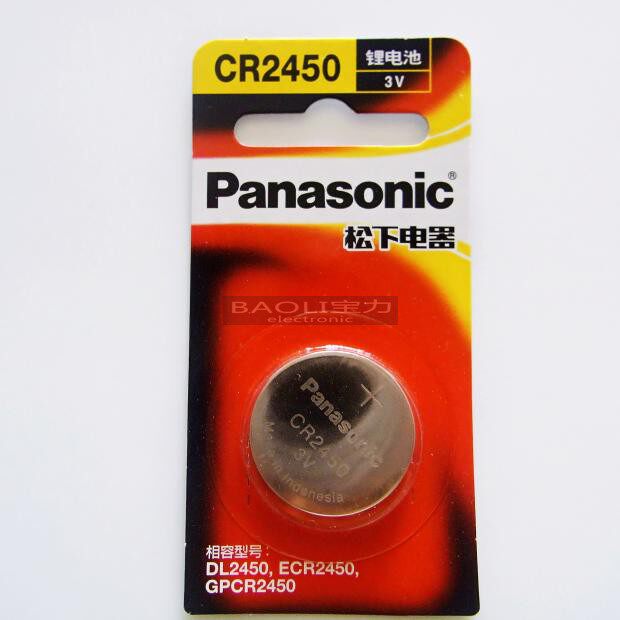 CR2450
锂电池
3V
Panasonic®
松下电器
BAOLI宝力
electronic
+
Panasonic
CR2450
3V
Made in Indonesia
相容型号:
DL2450, ECR2450,
GPCR2450